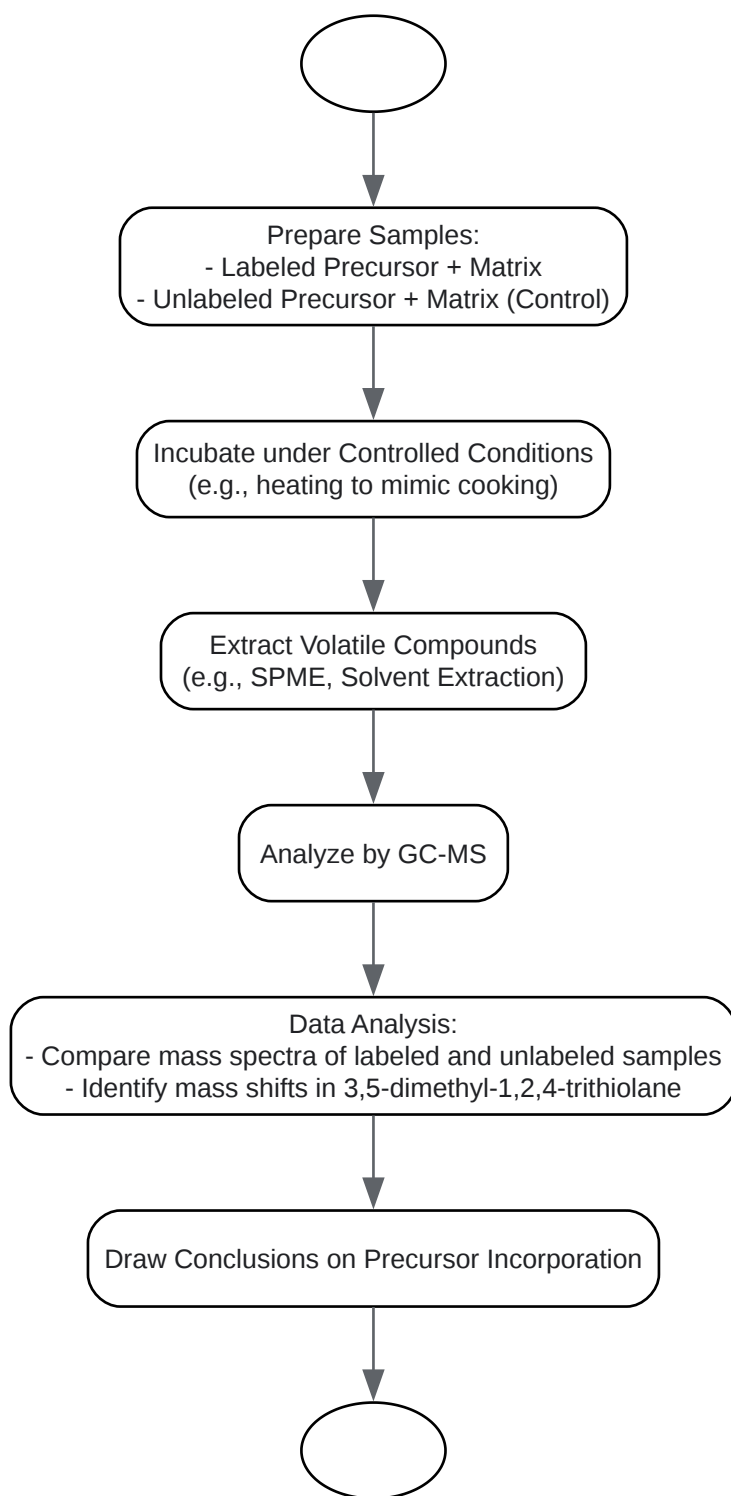 Prepare Samples:
- Labeled Precursor + Matrix
- Unlabeled Precursor + Matrix (Control)
Incubate under Controlled Conditions
(e.g., heating to mimic cooking)
Extract Volatile Compounds
(e.g., SPME, Solvent Extraction)
Analyze by GC-MS
Data Analysis:
- Compare mass spectra of labeled and unlabeled samples
- Identify mass shifts in 3,5-dimethyl-1,2,4-trithiolane
Draw Conclusions on Precursor Incorporation